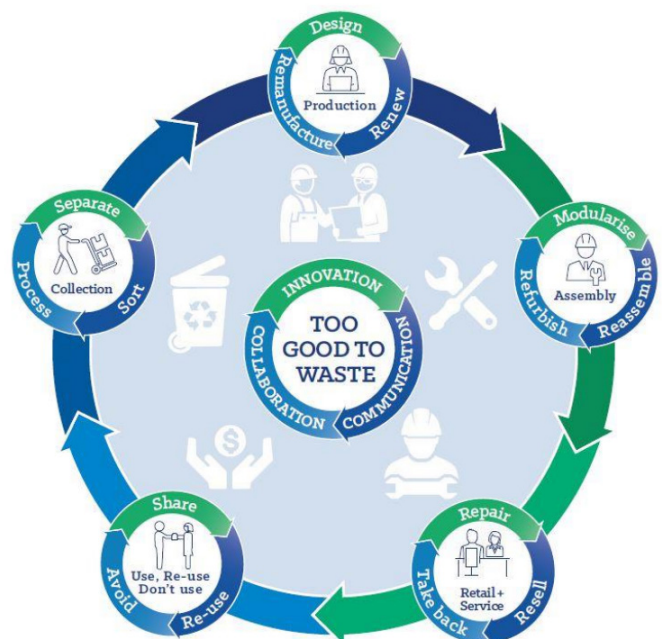 Design
Renew
Remanufacture
Production
Modularise
Reassemble
Refurbish
Assembly
Repair
Resell
Take back
Retail +
Service
Share
Re-use
Avoid
Use, Re-use
Don't use
Separate
Sort
Process
Collection
INNOVATION
COMMUNICATION
COLLABORATION
TOO
GOOD TO
WASTE
$